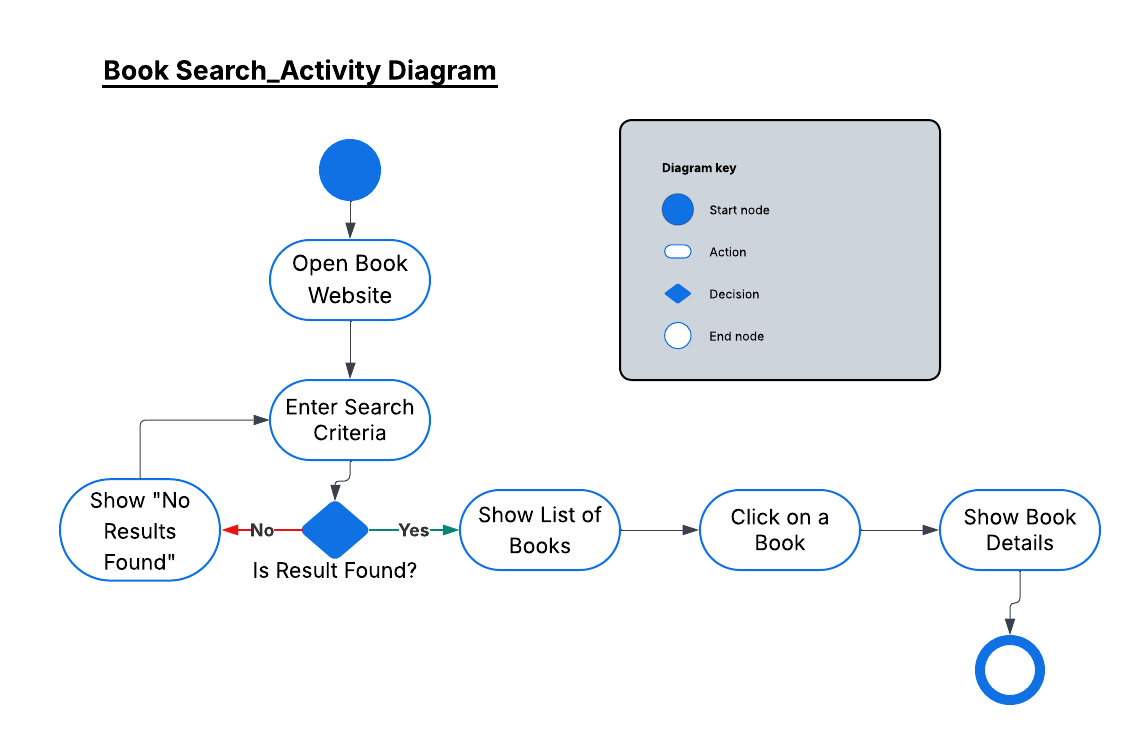 Book Search_Activity Diagram
Diagram key
Start node
Action
Decision
End node
Open Book
Website
Enter Search
Criteria
Show "No
Results
Found"
No
Is Result Found?
Yes
Show List of
Books
Click on a
Book
Show Book
Details